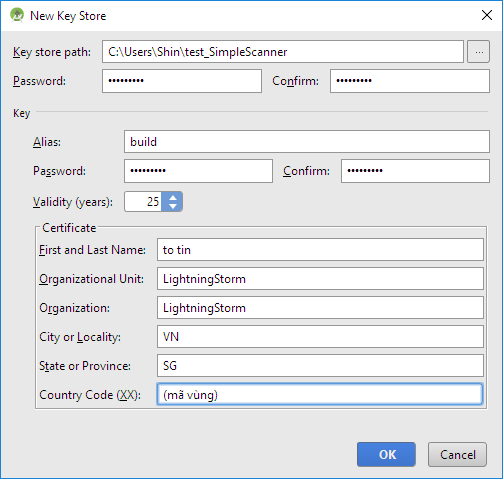 New Key Store
Key store path: C:\Users\Shin\test_SimpleScanner ...
Password: ••••••••• Confirm: •••••••••
Key
Alias: build
Password: ••••••••• Confirm: •••••••••
Validity (years): 25
Certificate
First and Last Name: to tin
Organizational Unit: LightningStorm
Organization: LightningStorm
City or Locality: VN
State or Province: SG
Country Code (XX): (mã vùng)
OK Cancel